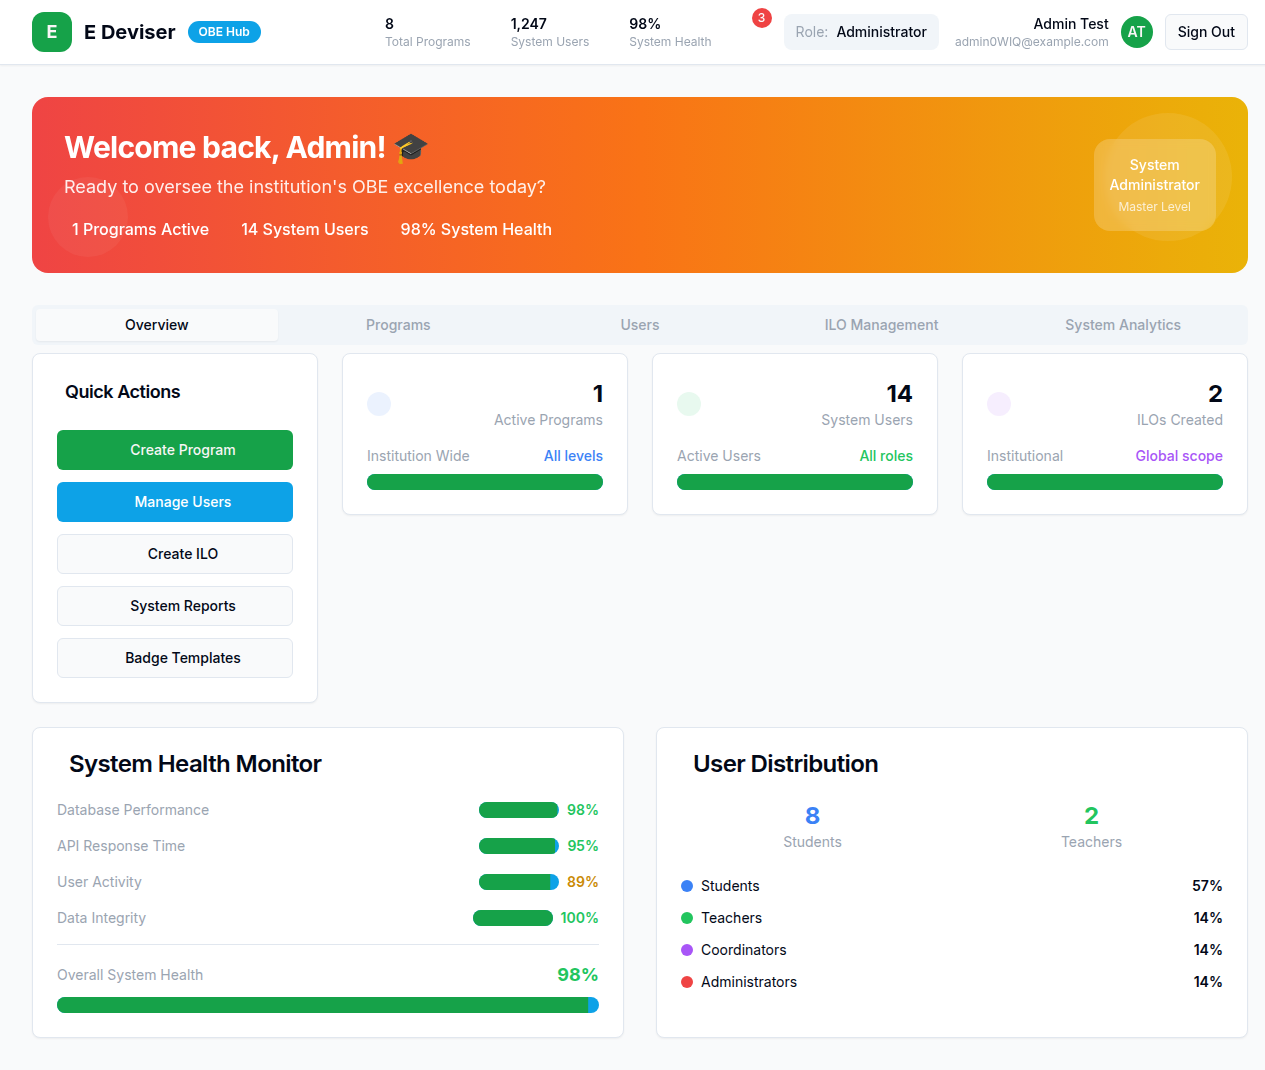 E
E Deviser
OBE Hub
8
Total Programs
1,247
System Users
98%
System Health
3
Role: Administrator
Admin Test
admin0WIQ@example.com
AT
Sign Out
Welcome back, Admin! 🎓
Ready to oversee the institution's OBE excellence today?
1 Programs Active
14 System Users
98% System Health
System
Administrator
Master Level
Overview
Programs
Users
ILO Management
System Analytics
Quick Actions
Create Program
Manage Users
Create ILO
System Reports
Badge Templates
1
Active Programs
Institution Wide
All levels
14
System Users
Active Users
All roles
2
ILOs Created
Institutional
Global scope
System Health Monitor
Database Performance
98%
API Response Time
95%
User Activity
89%
Data Integrity
100%
Overall System Health
98%
User Distribution
8
Students
2
Teachers
Students
57%
Teachers
14%
Coordinators
14%
Administrators
14%